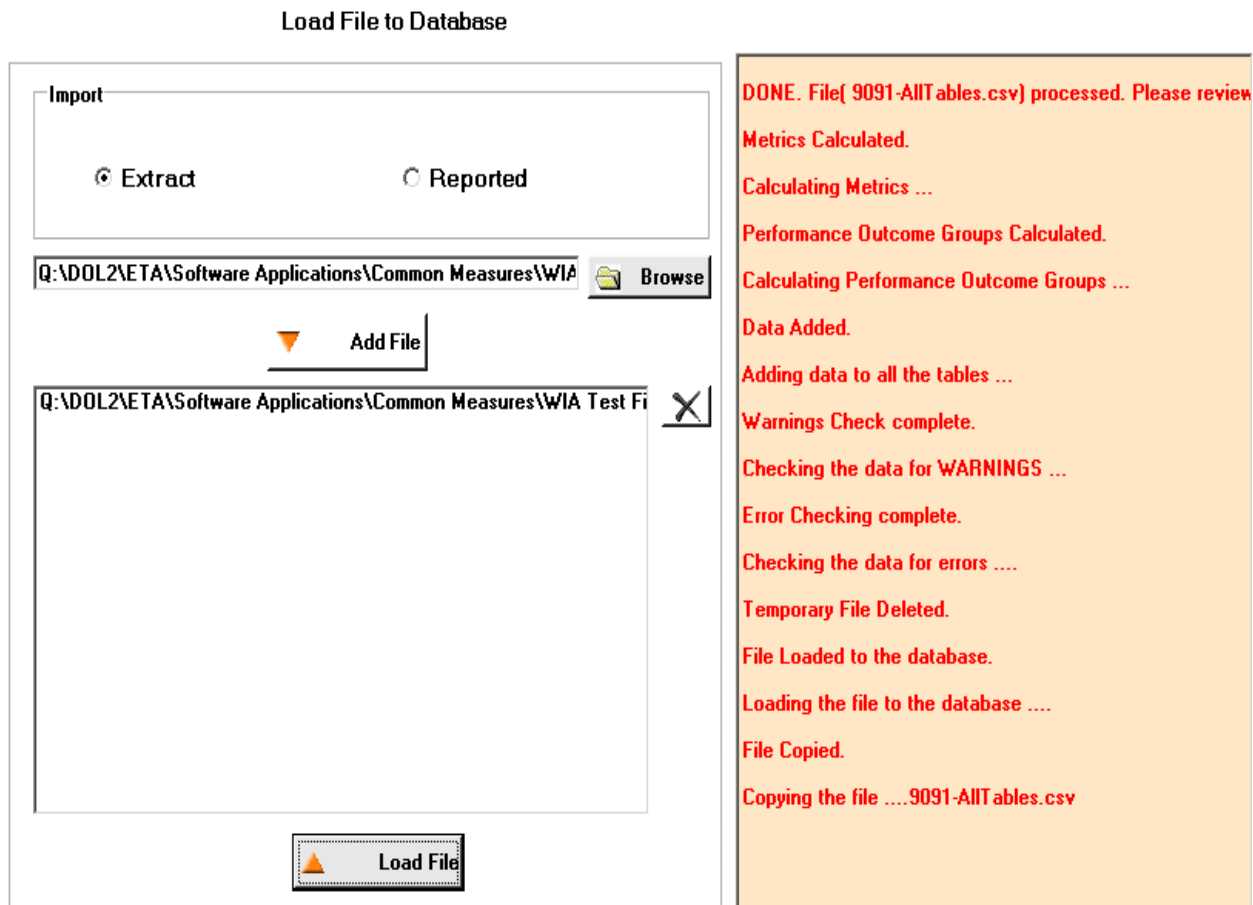 Load File to Database
Import
Extract
Reported
Q:\DOL2\ETA\Software Applications\Common Measures\WIA
Browse
Add File
Q:\DOL2\ETA\Software Applications\Common Measures\WIA Test Fi
Load File
DONE. File( 9091-AllTables.csv) processed. Please review
Metrics Calculated.
Calculating Metrics ...
Performance Outcome Groups Calculated.
Calculating Performance Outcome Groups ...
Data Added.
Adding data to all the tables ...
Warnings Check complete.
Checking the data for WARNINGS ...
Error Checking complete.
Checking the data for errors ....
Temporary File Deleted.
File Loaded to the database.
Loading the file to the database ....
File Copied.
Copying the file ....9091-AllTables.csv